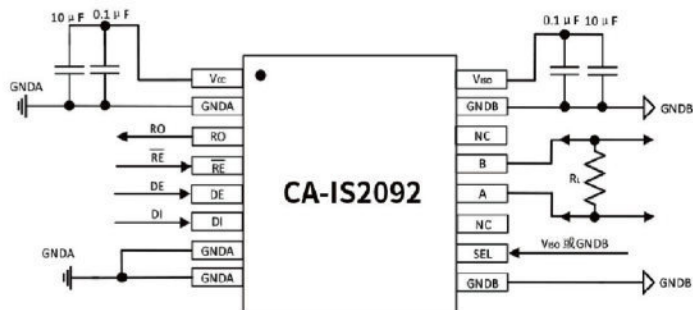 10 μF 0.1 μF
0.1 μF 10 μF
GNDA
VCC
GNDA
RO
RO
RE
RE
DE
DE
DI
DI
GNDA
GNDA
GNDA
CA-IS2092
VISO
GNDB
GNDB
NC
B
A
RL
NC
SEL
VISO 或GNDB
GNDB
GNDB